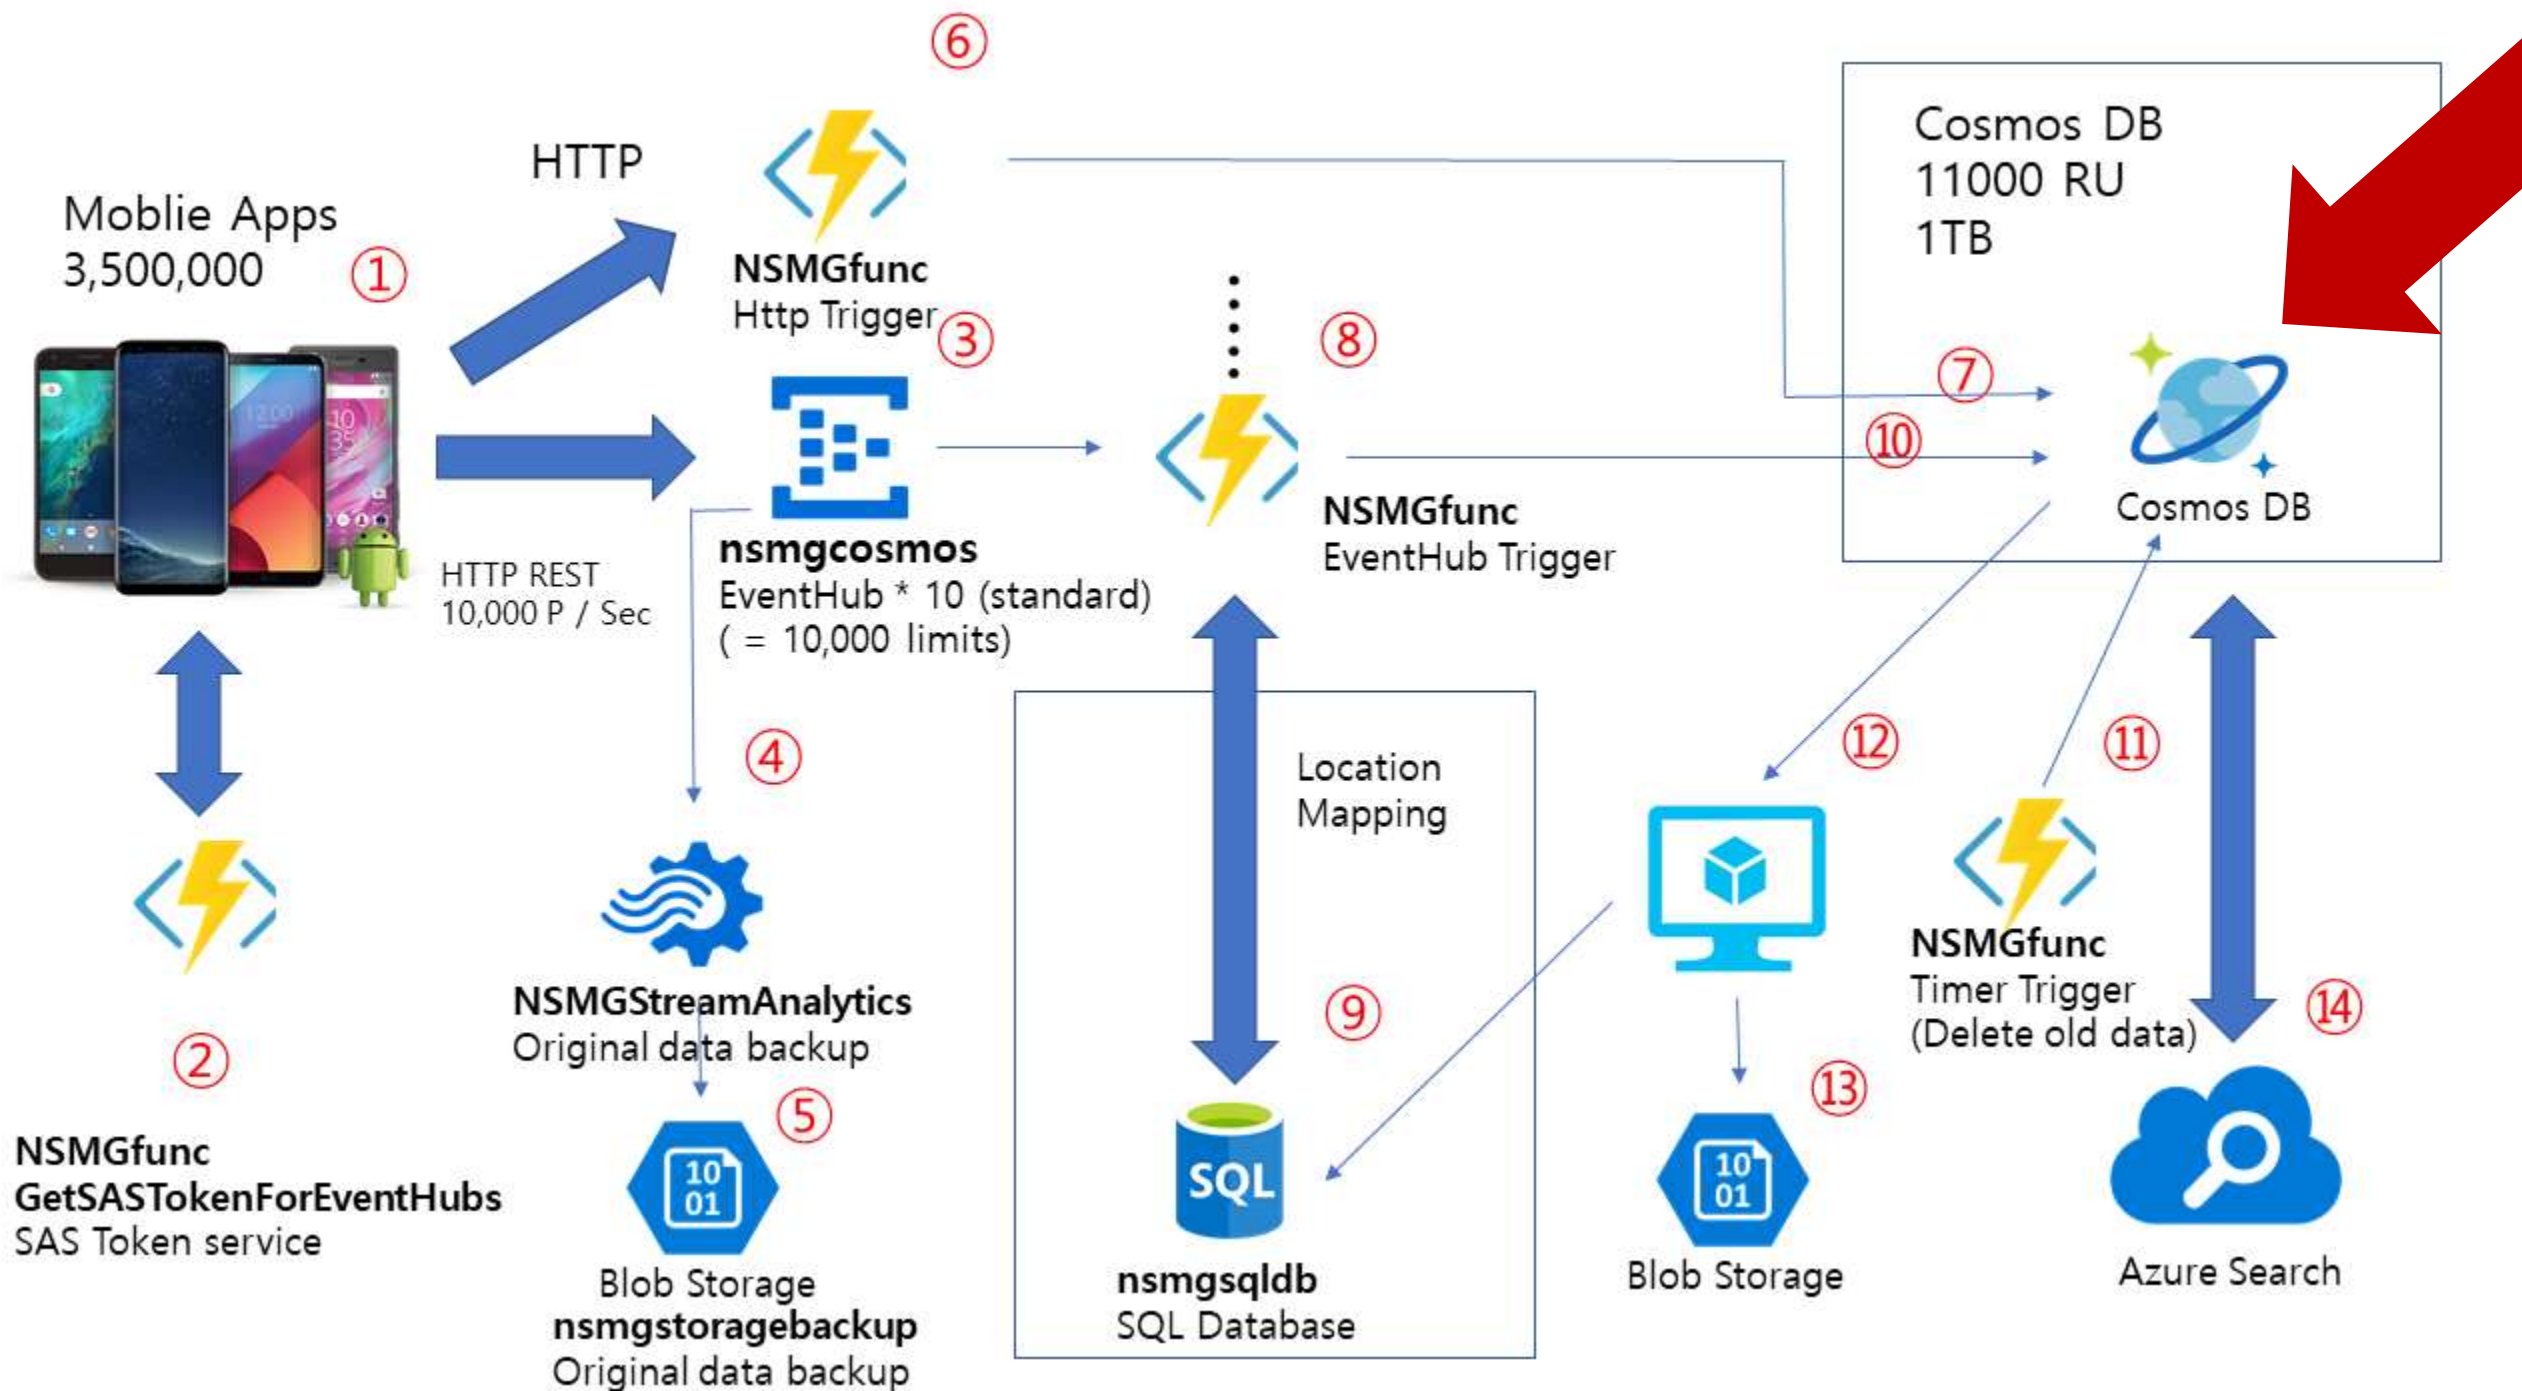 ⑥
HTTP
Moblie Apps
3,500,000
①
NSMGfunc
Http Trigger
③
⑧
Cosmos DB
11000 RU
1TB
⑦
⑩
Cosmos DB
HTTP REST
10,000 P / Sec
nsmgcosmos
EventHub * 10 (standard)
( = 10,000 limits)
NSMGfunc
EventHub Trigger
④
Location
Mapping
⑫
⑪
②
NSMGfunc
GetSASTokenForEventHubs
SAS Token service
NSMGStreamAnalytics
Original data backup
⑤
10
01
Blob Storage
nsmgstoragebackup
Original data backup
⑨
SQL
nsmgsqldb
SQL Database
⑬
10
01
Blob Storage
NSMGfunc
Timer Trigger
(Delete old data)
⑭
Azure Search